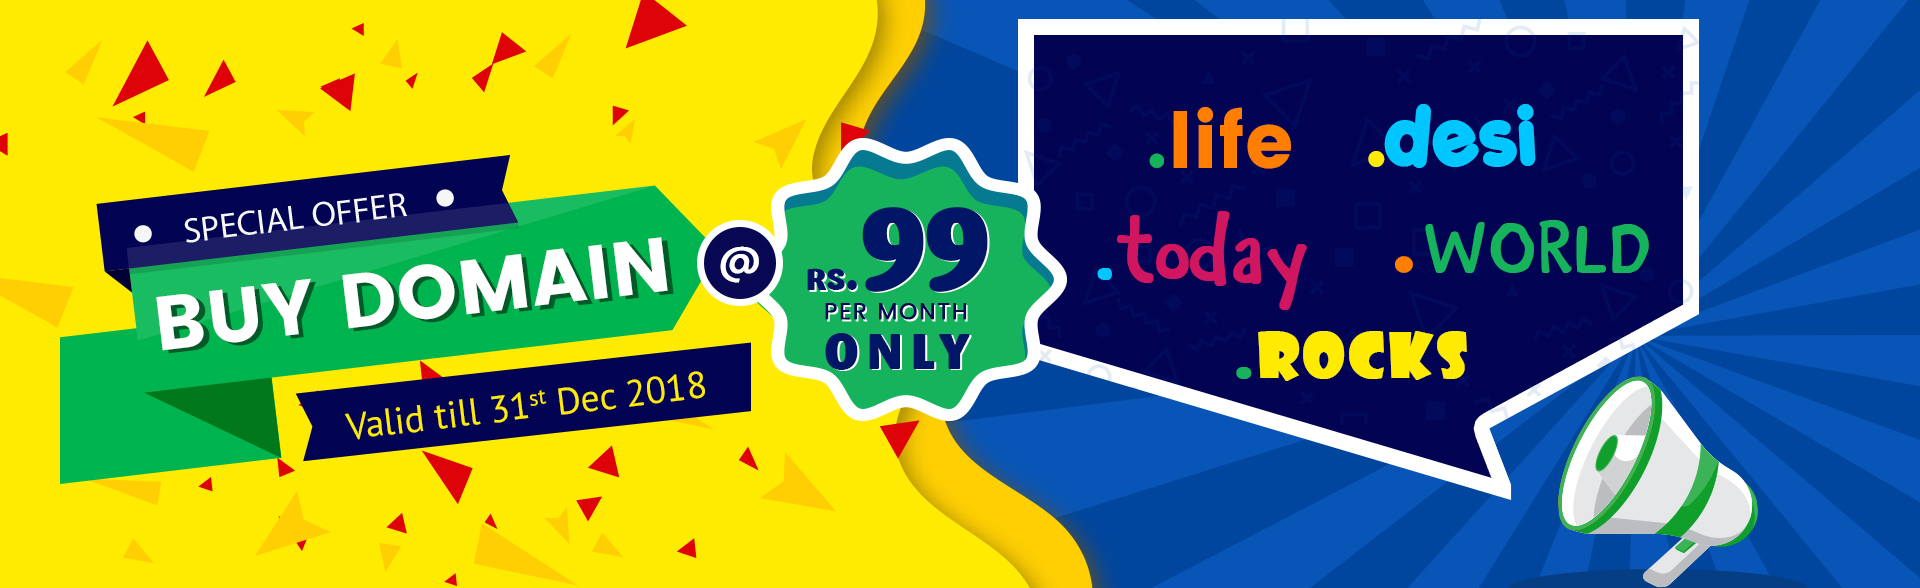 SPECIAL OFFER
BUY DOMAIN
Valid till 31st Dec 2018
@
RS.99
PER MONTH
ONLY
.life .desi
.today .WORLD
.ROCKS